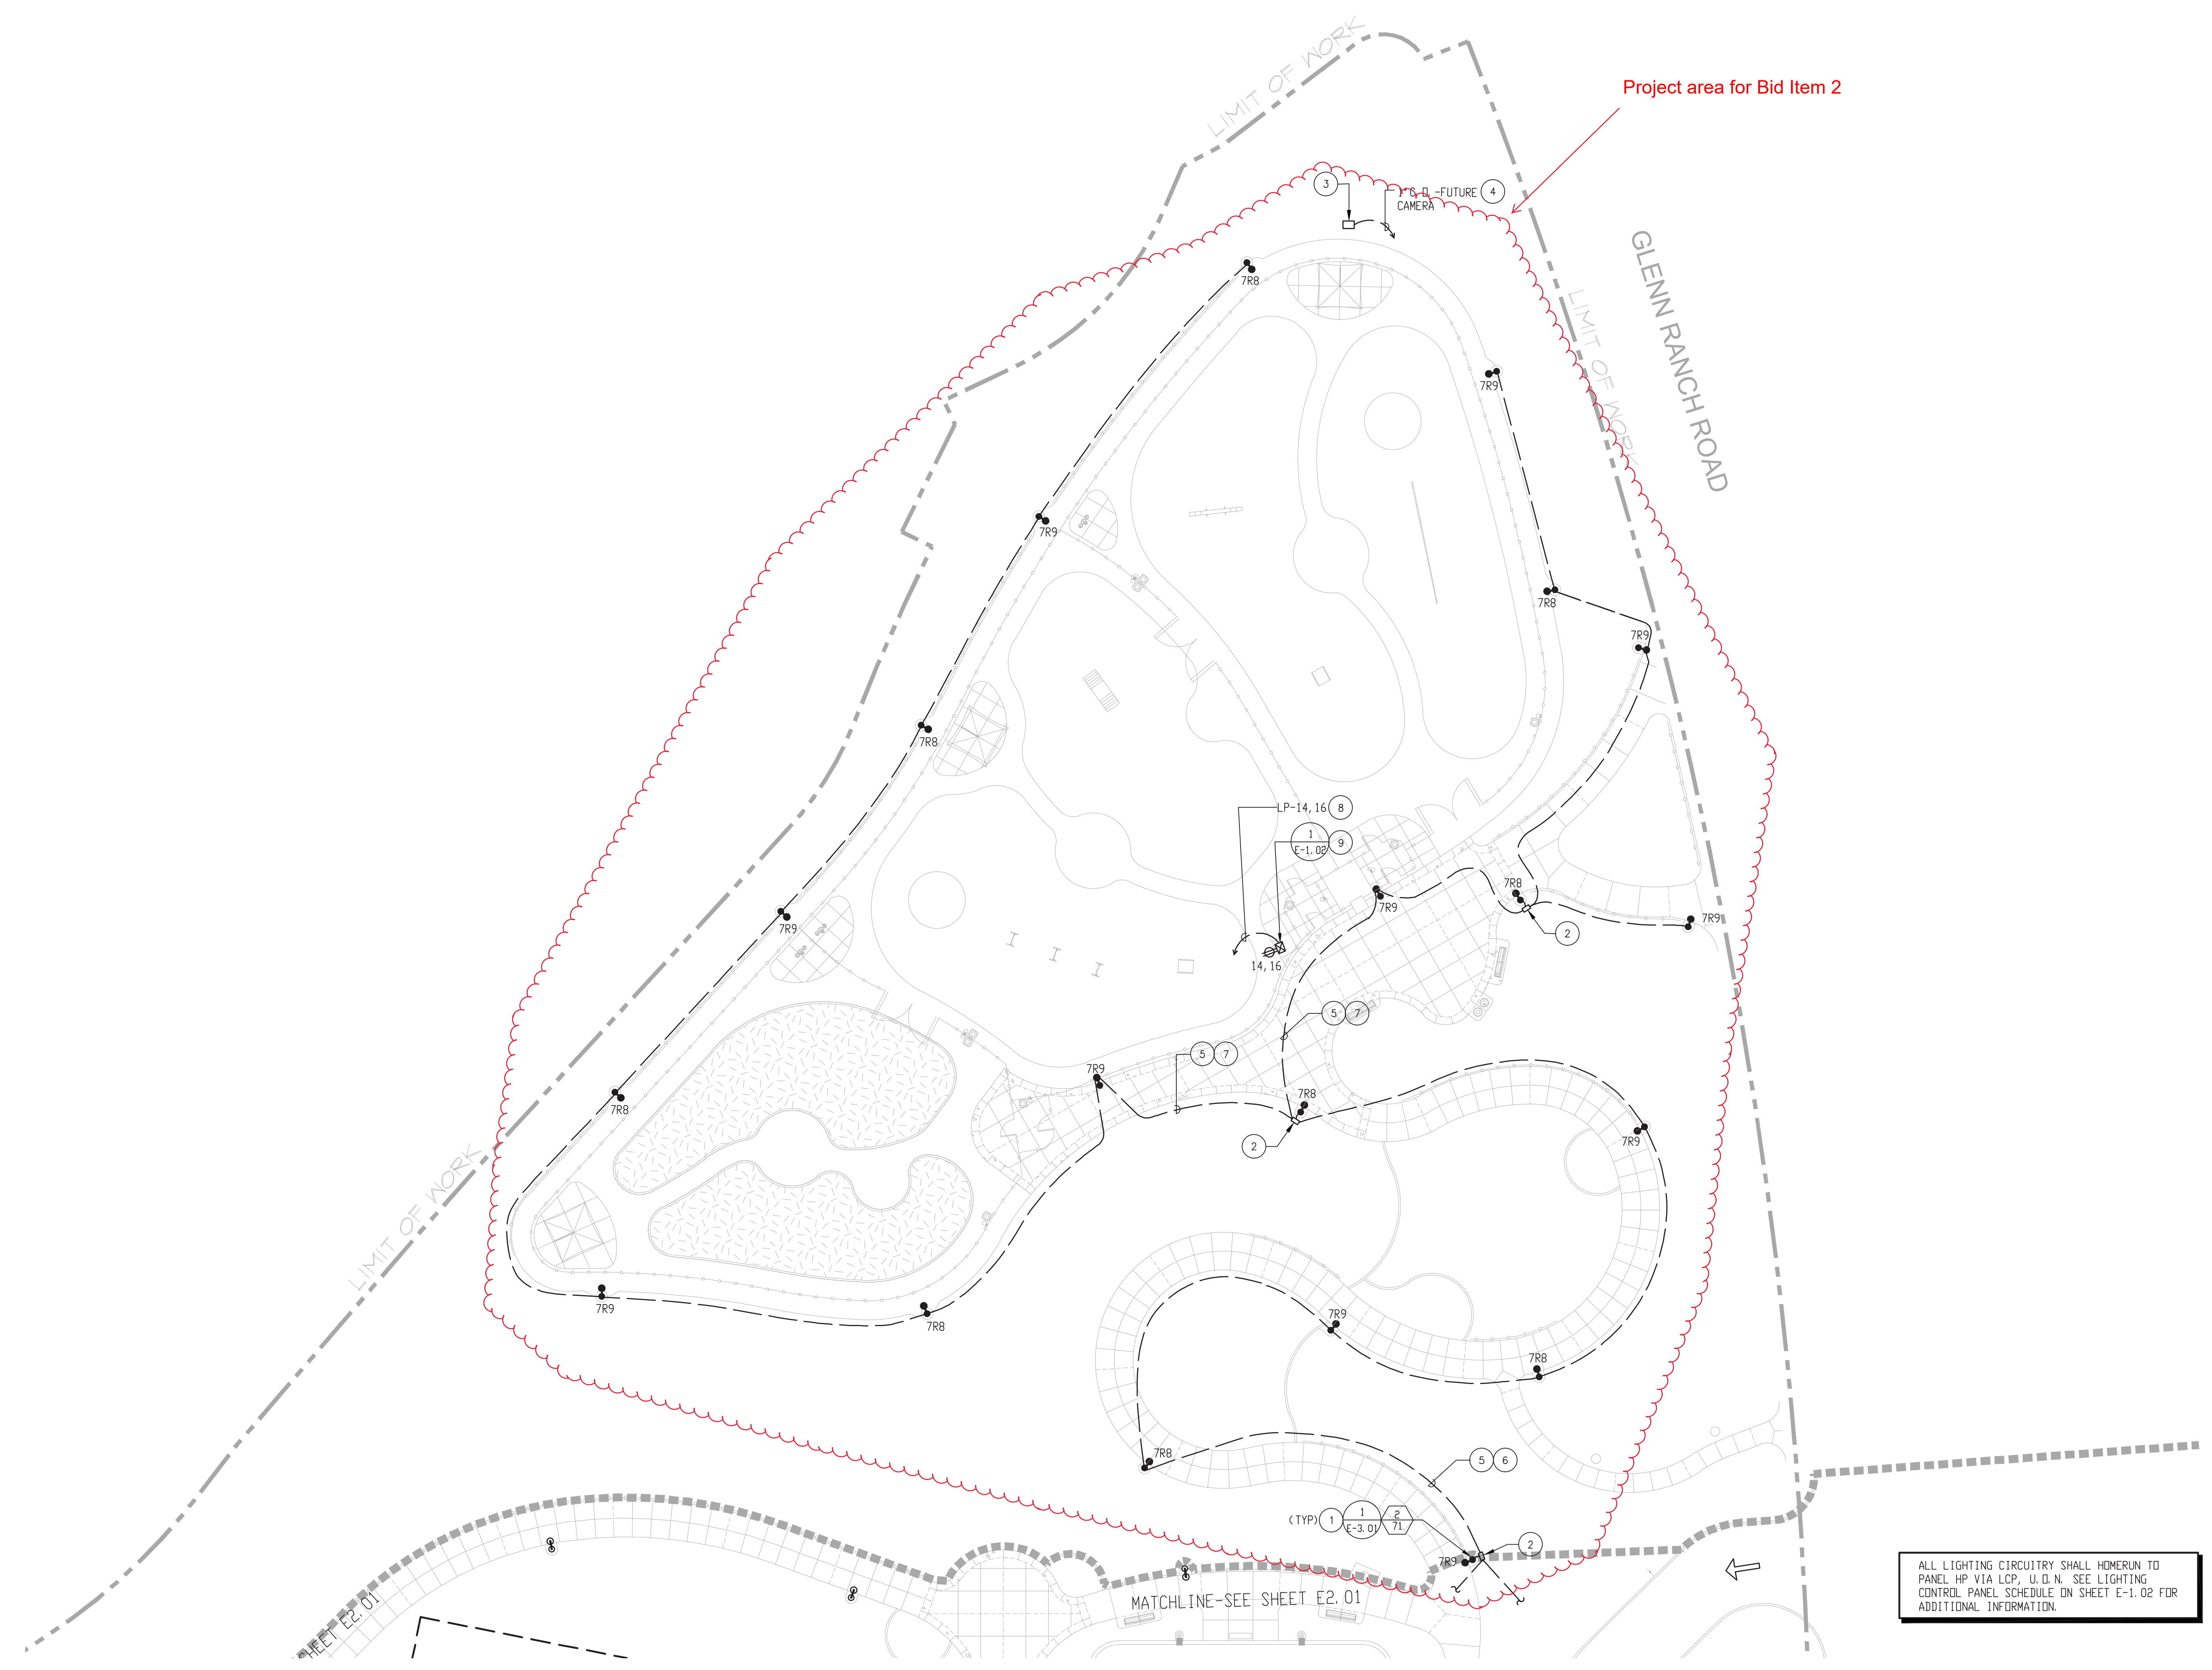 LIMIT OF WORK
Project area for Bid Item 2
3
1"C.O.-FUTURE 4
CAMERA
7R8
GLENN RANCH ROAD
LIMIT OF WORK
7R9
7R9
7R8
7R9
7R8
LP-14,16 8
1
E-1.02 9
7R8
7R9
7R9
7R9
2
14,16
5 7
5 7
7R9
7R8
7R8
2
7R9
LIMIT OF WORK
7R9
7R8
7R9
7R8
7R8
5 6
(TYP) 1
1
E-3.01
2
71
2
7R9
MATCHLINE-SEE SHEET E2.01
SHEET E2.01
ALL LIGHTING CIRCUITRY SHALL HOMERUN TO
PANEL HP VIA LCP, U.O.N. SEE LIGHTING
CONTROL PANEL SCHEDULE ON SHEET E-1.02 FOR
ADDITIONAL INFORMATION.